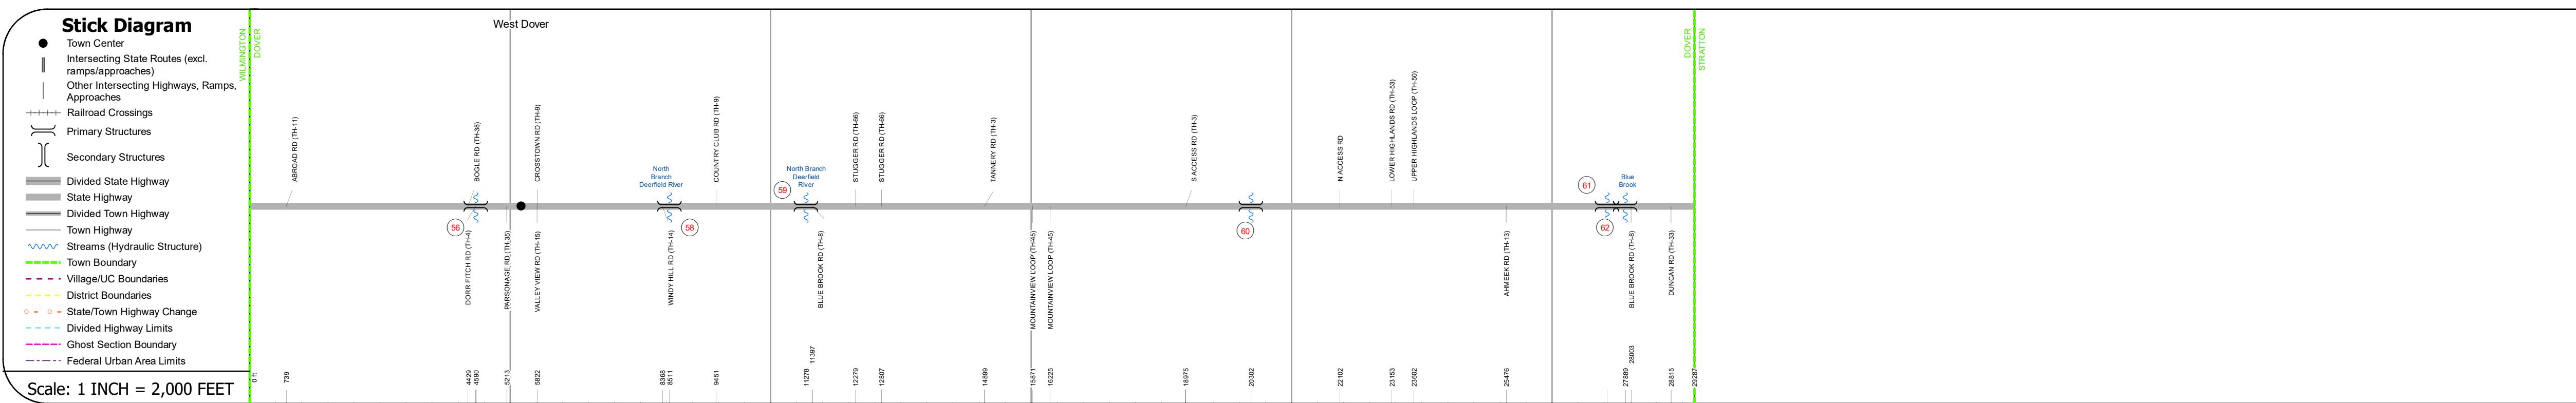 Stick Diagram
Town Center
Intersecting State Routes (excl.
ramps/approaches)
Other Intersecting Highways, Ramps,
Approaches
Railroad Crossings
Primary Structures
Secondary Structures
Divided State Highway
State Highway
Divided Town Highway
Town Highway
Streams (Hydraulic Structure)
Town Boundary
Village/UC Boundaries
District Boundaries
State/Town Highway Change
Divided Highway Limits
Ghost Section Boundary
Federal Urban Area Limits
Scale: 1 INCH = 2,000 FEET
WILMINGTON
DOVER
West Dover
DOVER
STRATTON
ABROAD RD (TH-11)
BOGLE RD (TH-38)
CROSSTOWN RD (TH-9)
North
Branch
Deerfield River
COUNTRY CLUB RD (TH-9)
North Branch
Deerfield
River
STUGGER RD (TH-66)
STUGGER RD (TH-66)
TANNERY RD (TH-3)
S ACCESS RD (TH-3)
N ACCESS RD
LOWER HIGHLANDS RD (TH-53)
UPPER HIGHLANDS LOOP (TH-50)
Blue
Brook
56
58
59
60
61
62
DORR FITCH RD (TH-4)
PARSONAGE RD (TH-35)
VALLEY VIEW RD (TH-15)
WINDY HILL RD (TH-14)
BLUE BROOK RD (TH-8)
MOUNTAINVIEW LOOP (TH-45)
MOUNTAINVIEW LOOP (TH-45)
AHMEEK RD (TH-13)
BLUE BROOK RD (TH-8)
DUNCAN RD (TH-33)
0 ft
739
4429
4590
5213
5822
8368
8511
9451
11278
11397
12279
12807
14899
15871
16225
18975
20302
22102
23153
23602
25476
27889
28003
28815
29287